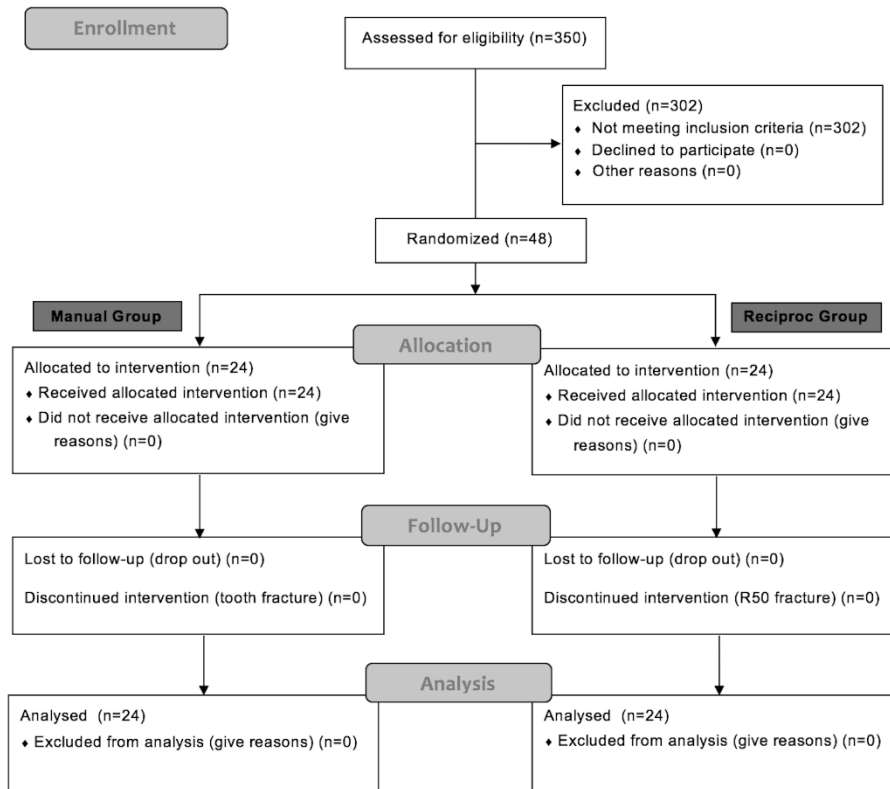 Enrollment
Assessed for eligibility (n=350)
Excluded (n=302)
♦ Not meeting inclusion criteria (n=302)
♦ Declined to participate (n=0)
♦ Other reasons (n=0)
Randomized (n=48)
Manual Group
Reciproc Group
Allocation
Allocated to intervention (n=24)
♦ Received allocated intervention (n=24)
♦ Did not receive allocated intervention (give
reasons) (n=0)
Allocated to intervention (n=24)
♦ Received allocated intervention (n=24)
♦ Did not receive allocated intervention (give
reasons) (n=0)
Follow-Up
Lost to follow-up (drop out) (n=0)
Discontinued intervention (tooth fracture) (n=0)
Lost to follow-up (drop out) (n=0)
Discontinued intervention (R50 fracture) (n=0)
Analysis
Analysed (n=24)
♦ Excluded from analysis (give reasons) (n=0)
Analysed (n=24)
♦ Excluded from analysis (give reasons) (n=0)